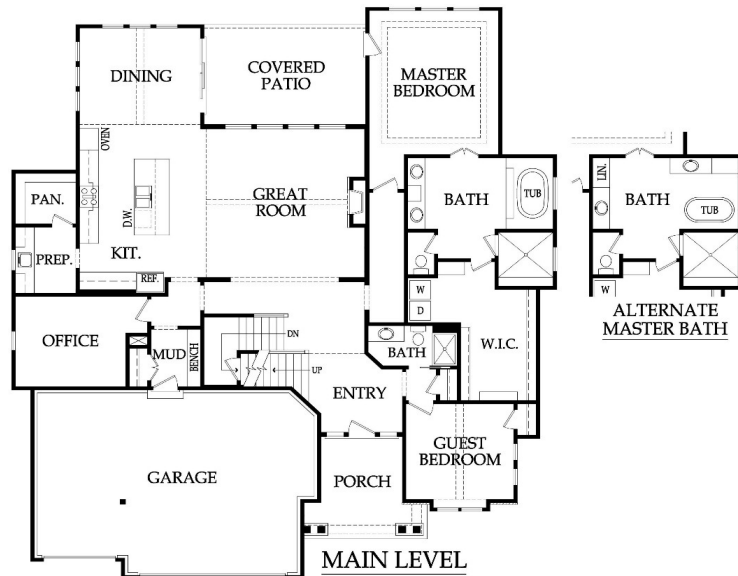 DINING
COVERED
PATIO
MASTER
BEDROOM
OVEN
PAN.
D.W.
GREAT
ROOM
BATH
TUB
LIN.
BATH
TUB
PREP.
KIT.
REF.
W
D
W
ALTERNATE
MASTER BATH
OFFICE
MUD
BENCH
DN
UP
BATH
W.I.C.
ENTRY
GUEST
BEDROOM
GARAGE
PORCH
MAIN LEVEL